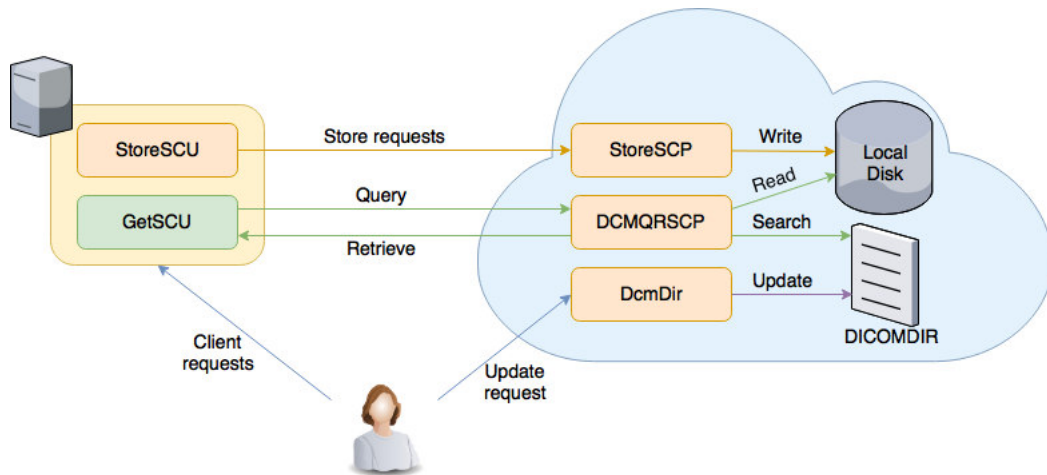 StoreSCU
Store requests
StoreSCP
Write
Local
Disk
Read
GetSCU
Query
Retrieve
DCMQRSCP
Search
DcmDir
Update
DICOMDIR
Client
requests
Update
request